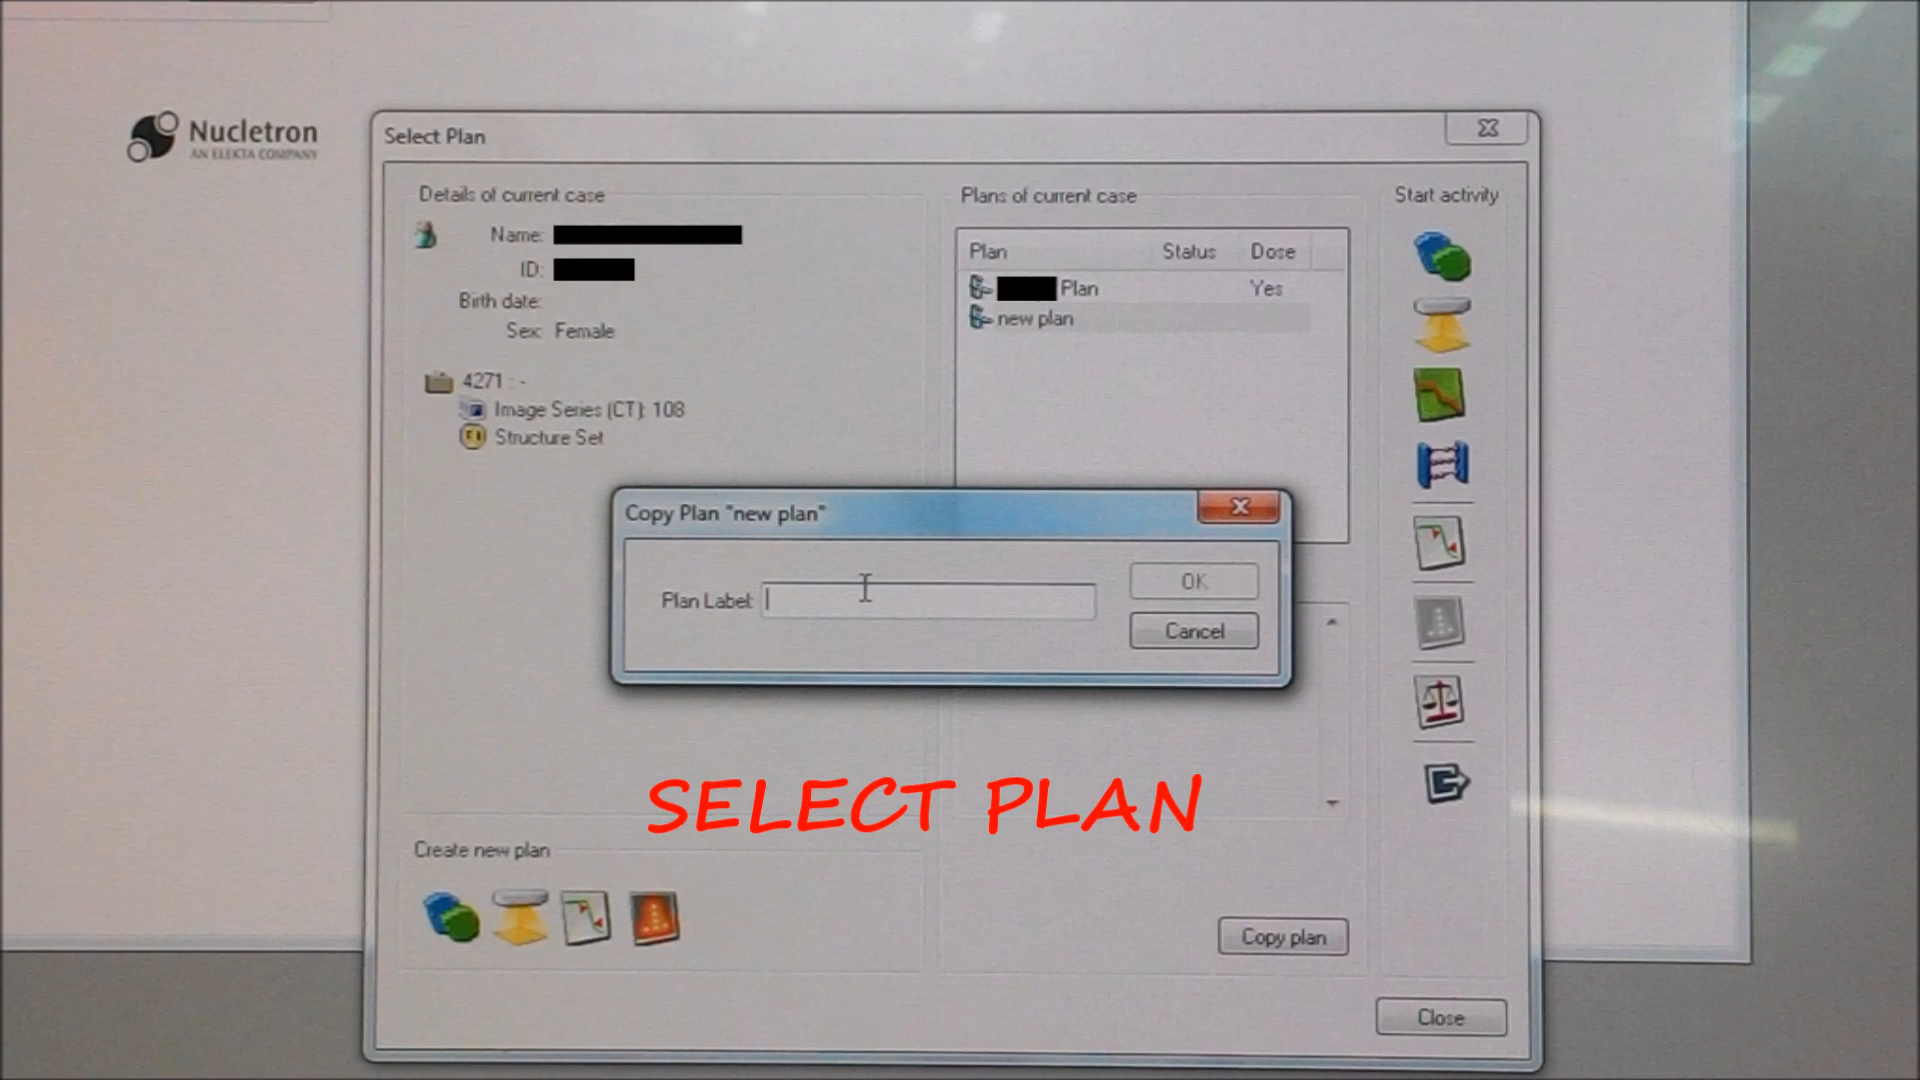 Nucletron
AN ELEKTA COMPANY
Select Plan
Details of current case
Name:
ID:
Birth date:
Sex: Female
4271 : -
Image Series (CT): 108
Structure Set
Plans of current case
Plan Status Dose
Plan Yes
new plan
Start activity
Copy Plan "new plan"
Plan Label:
OK
Cancel
SELECT PLAN
Create new plan
Copy plan
Close